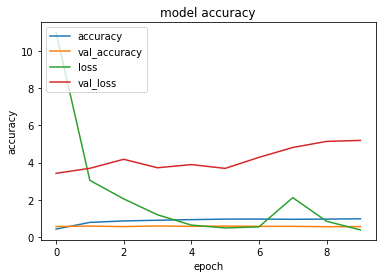 model accuracy
accuracy
val_accuracy
loss
val_loss
10
8
6
4
2
0
accuracy
0 2 4 6 8
epoch